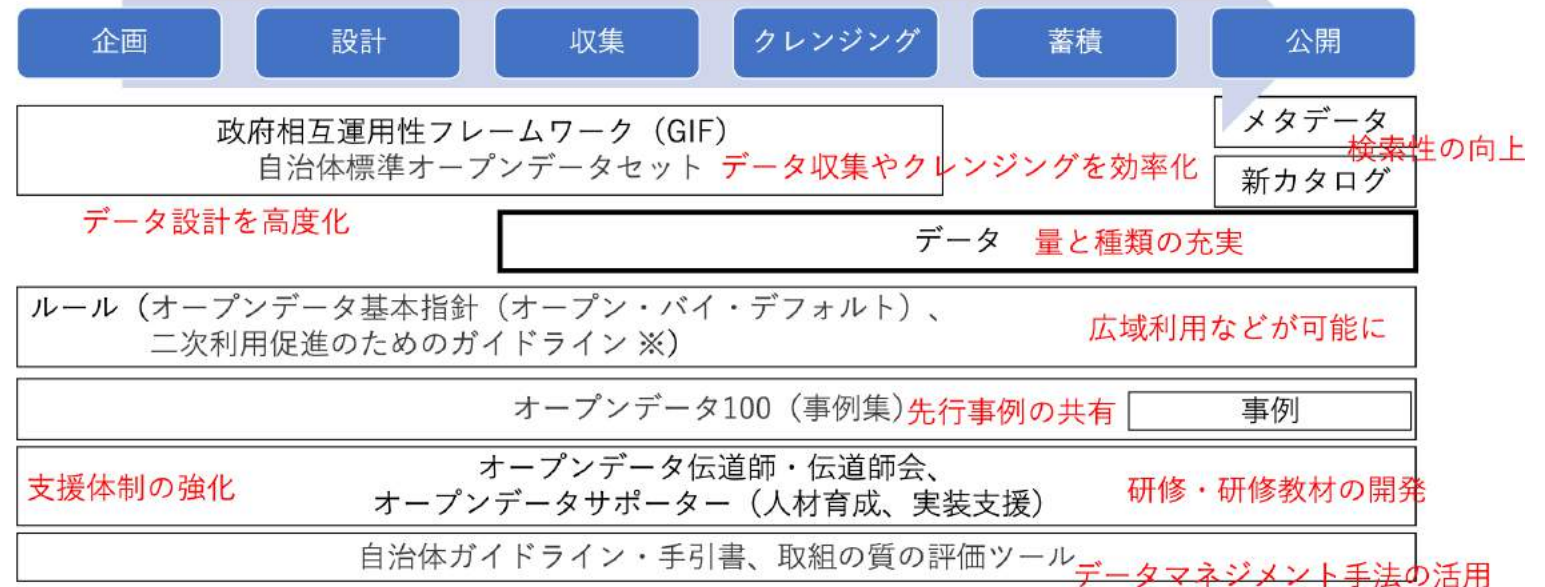 企画 設計 収集 クレンジング 蓄積 公開
政府相互運用性フレームワーク（GIF） メタデータ
自治体標準オープンデータセット データ収集やクレンジングを効率化 検索性の向上
新カタログ
データ設計を高度化
データ 量と種類の充実
ルール（オープンデータ基本指針（オープン・バイ・デフォルト）、
二次利用促進のためのガイドライン ※） 広域利用などが可能に
オープンデータ100（事例集） 先行事例の共有 事例
オープンデータ伝道師・伝道師会、
支援体制の強化 オープンデータサポーター（人材育成、実装支援） 研修・研修教材の開発
自治体ガイドライン・手引書、取組の質の評価ツール
データマネジメント手法の活用